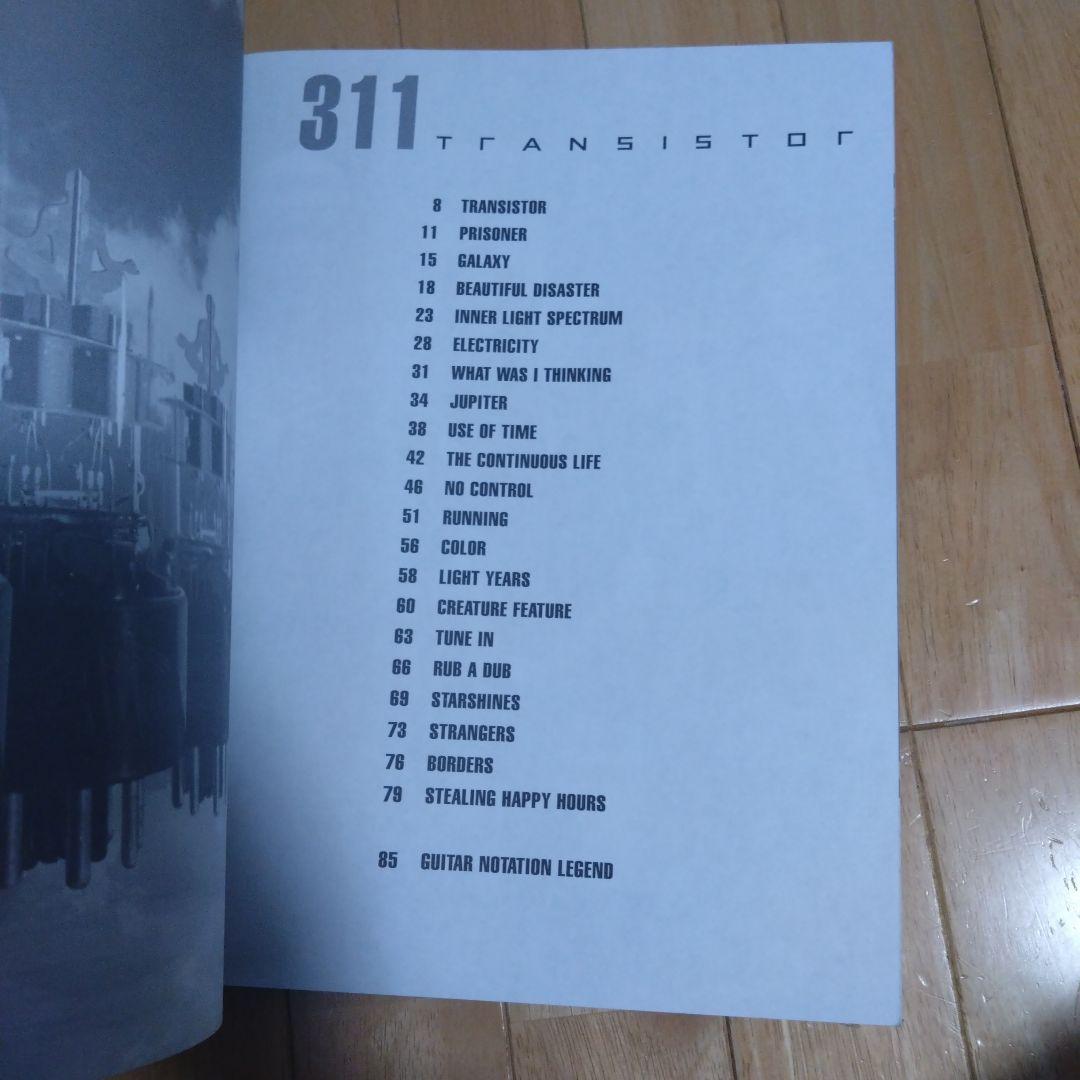 311 TRANSISTOR
8 TRANSISTOR
11 PRISONER
15 GALAXY
18 BEAUTIFUL DISASTER
23 INNER LIGHT SPECTRUM
28 ELECTRICITY
31 WHAT WAS I THINKING
34 JUPITER
38 USE OF TIME
42 THE CONTINUOUS LIFE
46 NO CONTROL
51 RUNNING
56 COLOR
58 LIGHT YEARS
60 CREATURE FEATURE
63 TUNE IN
66 RUB A DUB
69 STARSHINES
73 STRANGERS
76 BORDERS
79 STEALING HAPPY HOURS
85 GUITAR NOTATION LEGEND